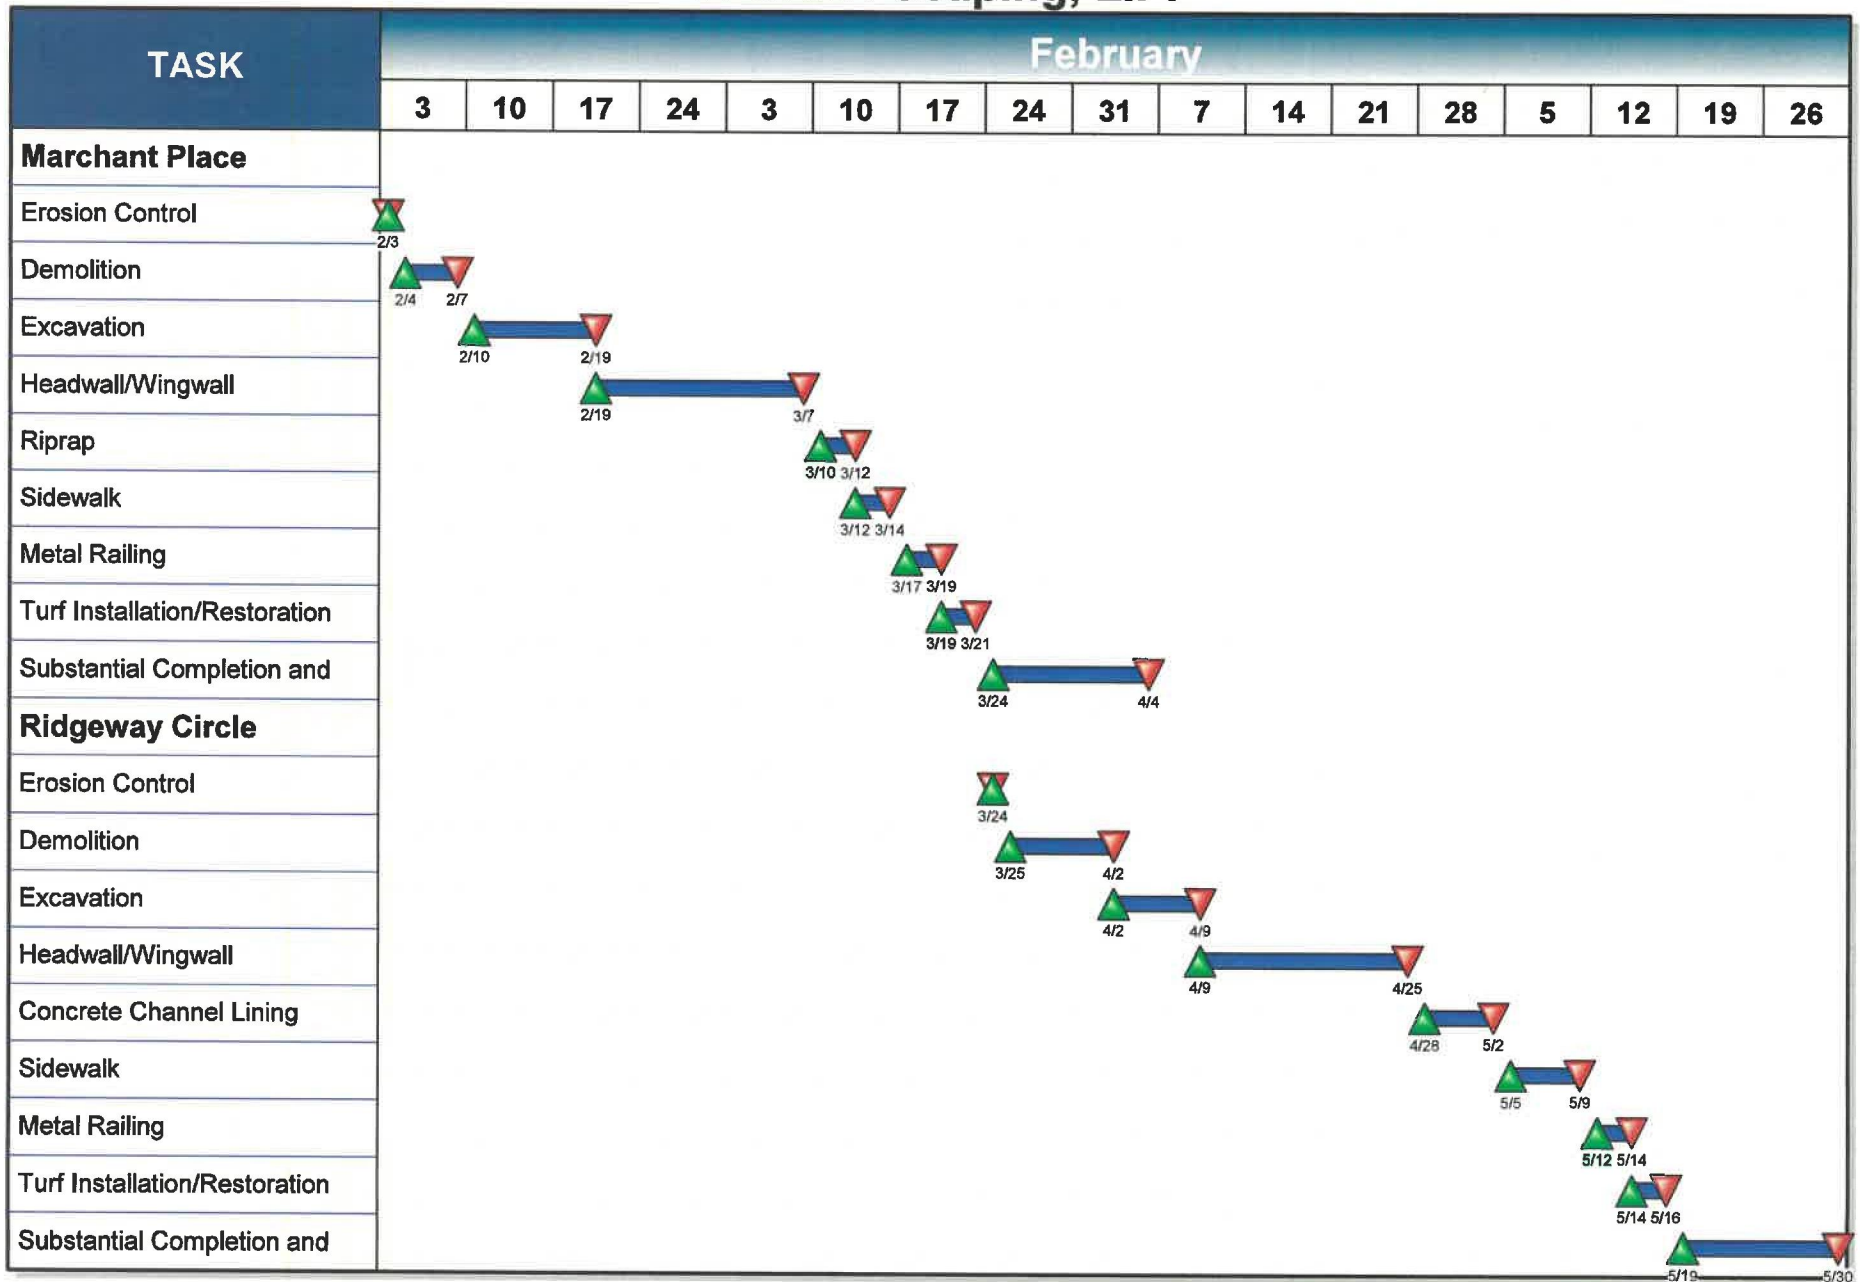 TASK
February
3 10 17 24 3 10 17 24 31 7 14 21 28 5 12 19 26
Marchant Place
Erosion Control
2/3
Demolition
2/4 2/7
Excavation
2/10 2/19
Headwall/Wingwall
2/19 3/7
Riprap
3/10 3/12
Sidewalk
3/12 3/14
Metal Railing
3/17 3/19
Turf Installation/Restoration
3/19 3/21
Substantial Completion and
3/24 4/4
Ridgeway Circle
Erosion Control
3/24
Demolition
3/25 4/2
Excavation
4/2 4/9
Headwall/Wingwall
4/9 4/25
Concrete Channel Lining
4/28 5/2
Sidewalk
5/5 5/9
Metal Railing
5/12 5/14
Turf Installation/Restoration
5/14 5/16
Substantial Completion and
5/19 5/30